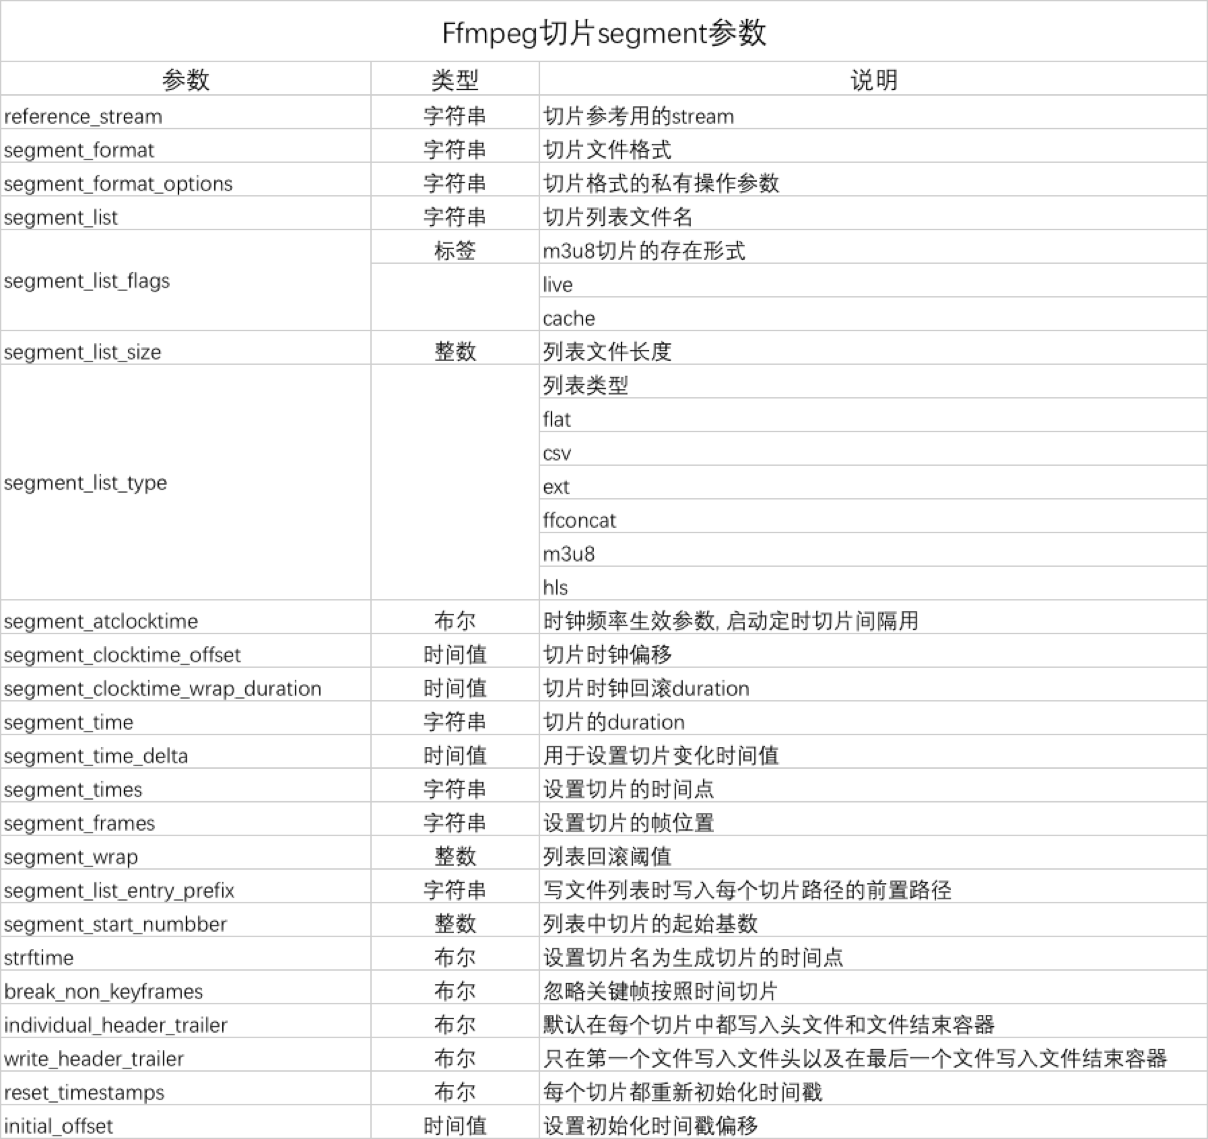 Ffmpeg切片segment参数
参数 类型 说明
reference_stream 字符串 切片参考用的stream
segment_format 字符串 切片文件格式
segment_format_options 字符串 切片格式的私有操作参数
segment_list 字符串 切片列表文件名
segment_list_flags 标签 m3u8切片的存在形式
live
cache
segment_list_size 整数 列表文件长度
segment_list_type 列表类型
flat
csv
ext
ffconcat
m3u8
hls
segment_atclocktime 布尔 时钟频率生效参数, 启动定时切片间隔用
segment_clocktime_offset 时间值 切片时钟偏移
segment_clocktime_wrap_duration 时间值 切片时钟回滚duration
segment_time 字符串 切片的duration
segment_time_delta 时间值 用于设置切片变化时间值
segment_times 字符串 设置切片的时间点
segment_frames 字符串 设置切片的帧位置
segment_wrap 整数 列表回滚阈值
segment_list_entry_prefix 字符串 写文件列表时写入每个切片路径的前置路径
segment_start_numbber 整数 列表中切片的起始基数
strftime 布尔 设置切片名为生成切片的时间点
break_non_keyframes 布尔 忽略关键帧按照时间切片
individual_header_trailer 布尔 默认在每个切片中都写入头文件和文件结束容器
write_header_trailer 布尔 只在第一个文件写入文件头以及在最后一个文件写入文件结束容器
reset_timestamps 布尔 每个切片都重新初始化时间戳
initial_offset 时间值 设置初始化时间戳偏移